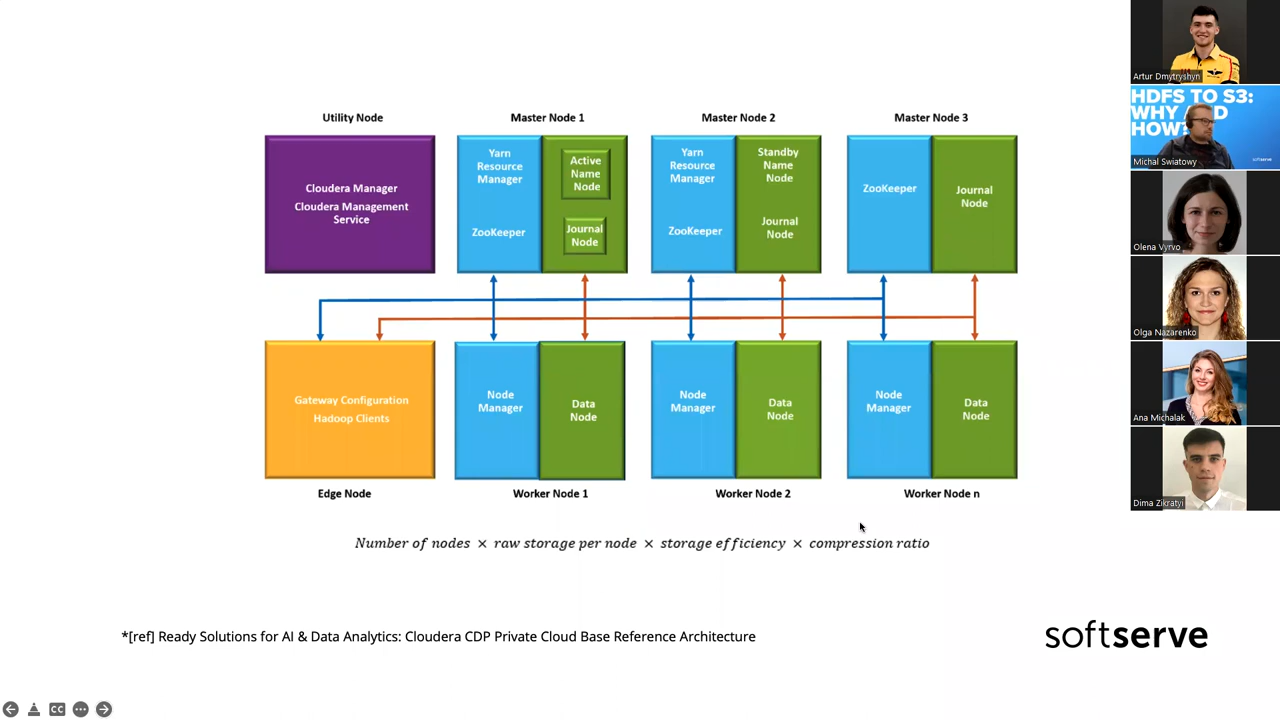 Utility Node
Master Node 1
Master Node 2
Master Node 3
Cloudera Manager
Cloudera Management
Service
Yarn
Resource
Manager
ZooKeeper
Active
Name
Node
Journal
Node
Yarn
Resource
Manager
ZooKeeper
Standby
Name
Node
Journal
Node
ZooKeeper
Journal
Node
Gateway Configuration
Hadoop Clients
Node
Manager
Data
Node
Node
Manager
Data
Node
Node
Manager
Data
Node
Edge Node
Worker Node 1
Worker Node 2
Worker Node n
Number of nodes × raw storage per node × storage efficiency × compression ratio
*[ref] Ready Solutions for AI & Data Analytics: Cloudera CDP Private Cloud Base Reference Architecture
softserve
CC
Artur Dmytryshyn
HDFS TO S3:
WHY AND
HOW?
softserve
Michal Swiatowy
Olena Vyrvo
Olga Nazarenko
Ana Michalak
Dima Zikratyi